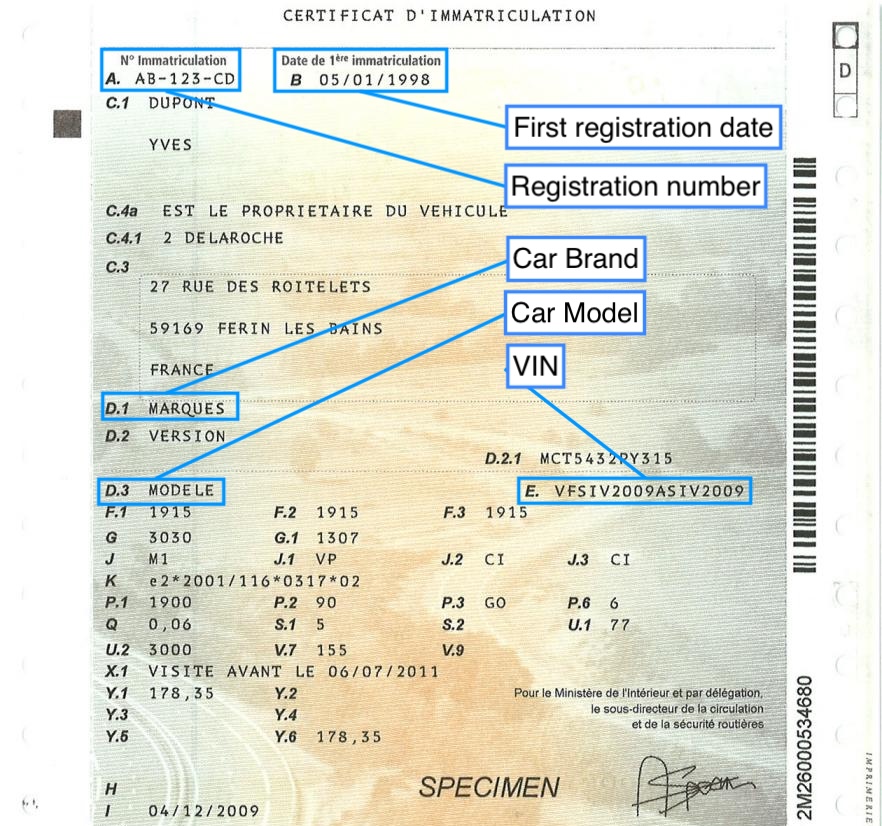 CERTIFICAT D'IMMATRICULATION
N° Immatriculation
A. AB-123-CD
Date de 1ère immatriculation
B 05/01/1998
D
C.1 DUPONT
First registration date
YVES
Registration number
C.4a EST LE PROPRIETAIRE DU VEHICULE
C.4.1 2 DELAROCHE
Car Brand
C.3
27 RUE DES ROITELETS
Car Model
59169 FERIN LES BAINS
VIN
FRANCE
D.1 MARQUES
D.2 VERSION
D.2.1 MCT5432PY315
D.3 MODELE
E. VFSIV2009ASIV2009
F.1 1915 F.2 1915 F.3 1915
G 3030 G.1 1307
J M1 J.1 VP J.2 CI J.3 CI
K e2*2001/116*0317*02
P.1 1900 P.2 90 P.3 GO P.6 6
Q 0,06 S.1 5 S.2 U.1 77
U.2 3000 V.7 155 V.9
X.1 VISITE AVANT LE 06/07/2011
Y.1 178,35 Y.2
Y.3 Y.4
Y.5 Y.6 178,35
Pour le Ministère de l'Intérieur et par délégation,
le sous-directeur de la circulation
et de la sécurité routières
H
SPECIMEN
I 04/12/2009
2M26000534680
IMPRIMERIE